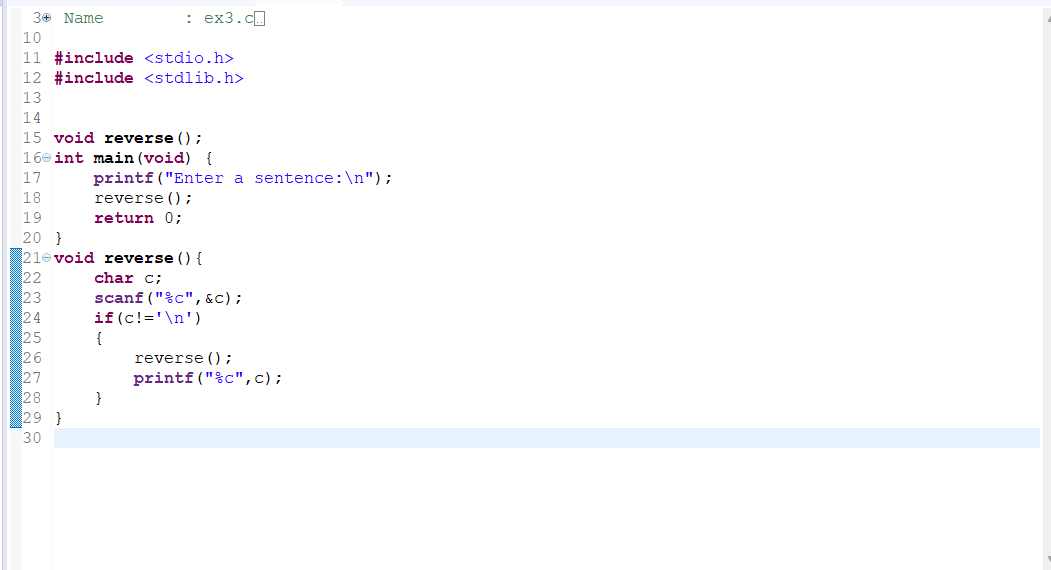 3 Name         : ex3.c
10
11 #include <stdio.h>
12 #include <stdlib.h>
13
14
15 void reverse();
16 int main(void) {
17     printf("Enter a sentence:\n");
18     reverse();
19     return 0;
20 }
21 void reverse(){
22     char c;
23     scanf("%c",&c);
24     if(c!='\n')
25     {
26         reverse();
27         printf("%c",c);
28     }
29 }
30